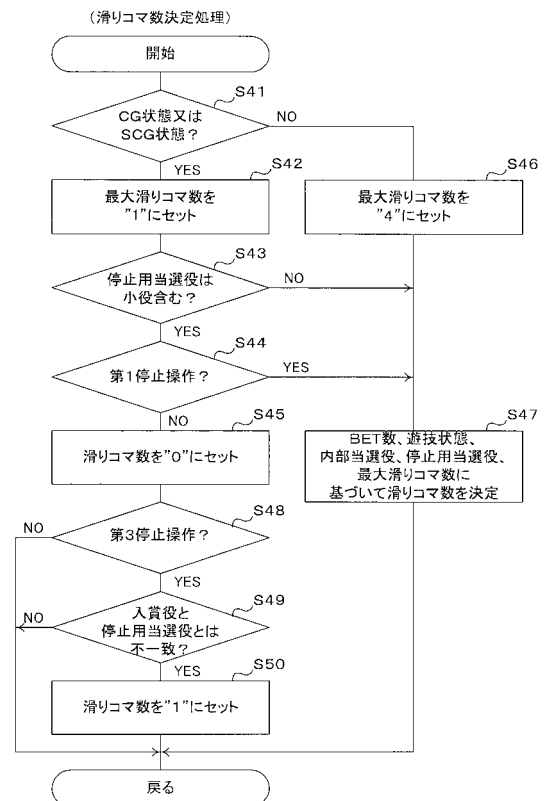 (滑りコマ数決定処理)
開始
S41
CG状態又は
SCG状態?
NO
YES
S42
最大滑りコマ数を
"1"にセット
S46
最大滑りコマ数を
"4"にセット
S43
停止用当選役は
小役含む?
NO
YES
S44
第1停止操作?
YES
NO
S45
滑りコマ数を"0"にセット
S47
BET数、遊技状態、
内部当選役、停止用当選役、
最大滑りコマ数に
基づいて滑りコマ数を決定
S48
NO
第3停止操作?
YES
S49
NO
入賞役と
停止用当選役とは
不一致?
YES
S50
滑りコマ数を"1"にセット
戻る